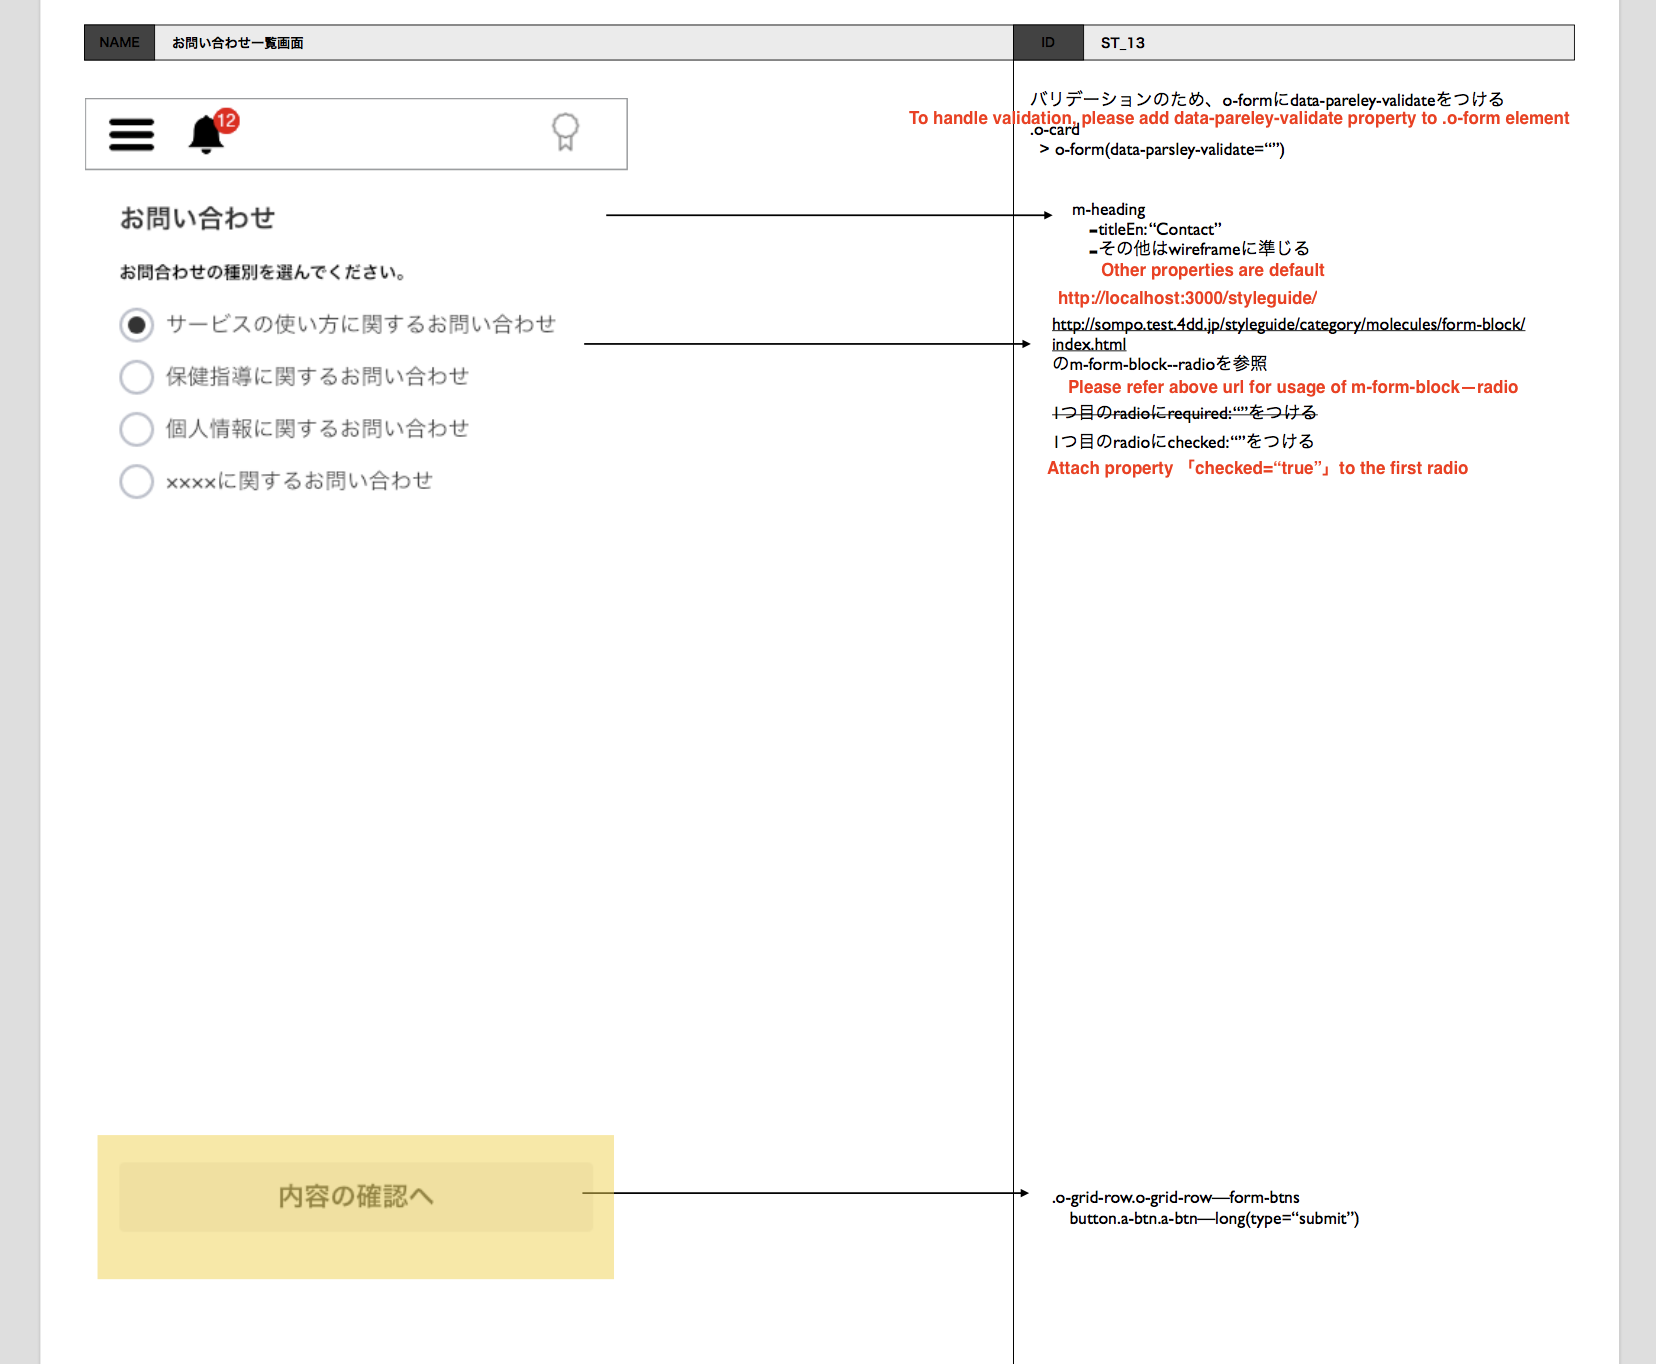 NAME お問い合わせ一覧画面 ID ST_13
12
お問い合わせ
お問合わせの種別を選んでください。
サービスの使い方に関するお問い合わせ
保健指導に関するお問い合わせ
個人情報に関するお問い合わせ
xxxxに関するお問い合わせ
内容の確認へ
バリデーションのため、o-formにdata-pareley-validateをつける
To handle validation, please add data-pareley-validate property to .o-form element
.o-card
> o-form(data-parsley-validate=“”)
m-heading
-titleEn:“Contact”
-その他はwireframeに準じる
Other properties are default
http://localhost:3000/styleguide/
http://sompo.test.4dd.jp/styleguide/category/molecules/form-block/
index.html
のm-form-block--radioを参照
Please refer above url for usage of m-form-block—radio
1つ目のradioにrequired:“”をつける
1つ目のradioにchecked:“”をつける
Attach property 「checked=“true”」to the first radio
.o-grid-row.o-grid-row—form-btns
button.a-btn.a-btn—long(type=“submit”)